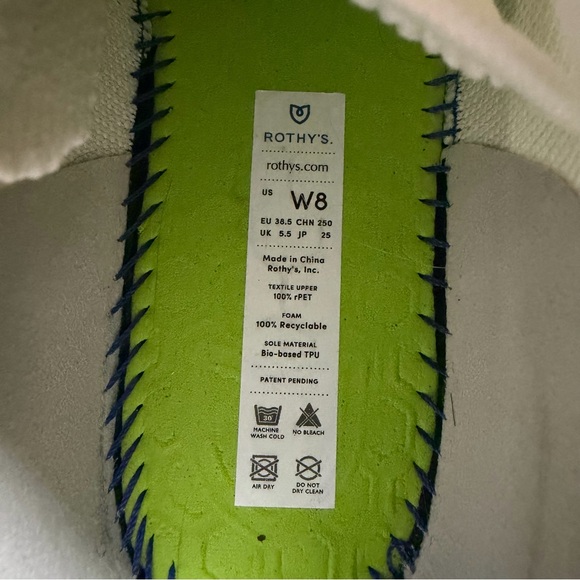 ROTHY'S.
rothys.com
US W8
EU 38.5 CHN 250
UK 5.5 JP 25
Made in China
Rothy's, Inc.
TEXTILE UPPER
100% rPET
FOAM
100% Recyclable
SOLE MATERIAL
Bio-based TPU
PATENT PENDING
30
MACHINE WASH COLD
NO BLEACH
AIR DRY
DO NOT DRY CLEAN